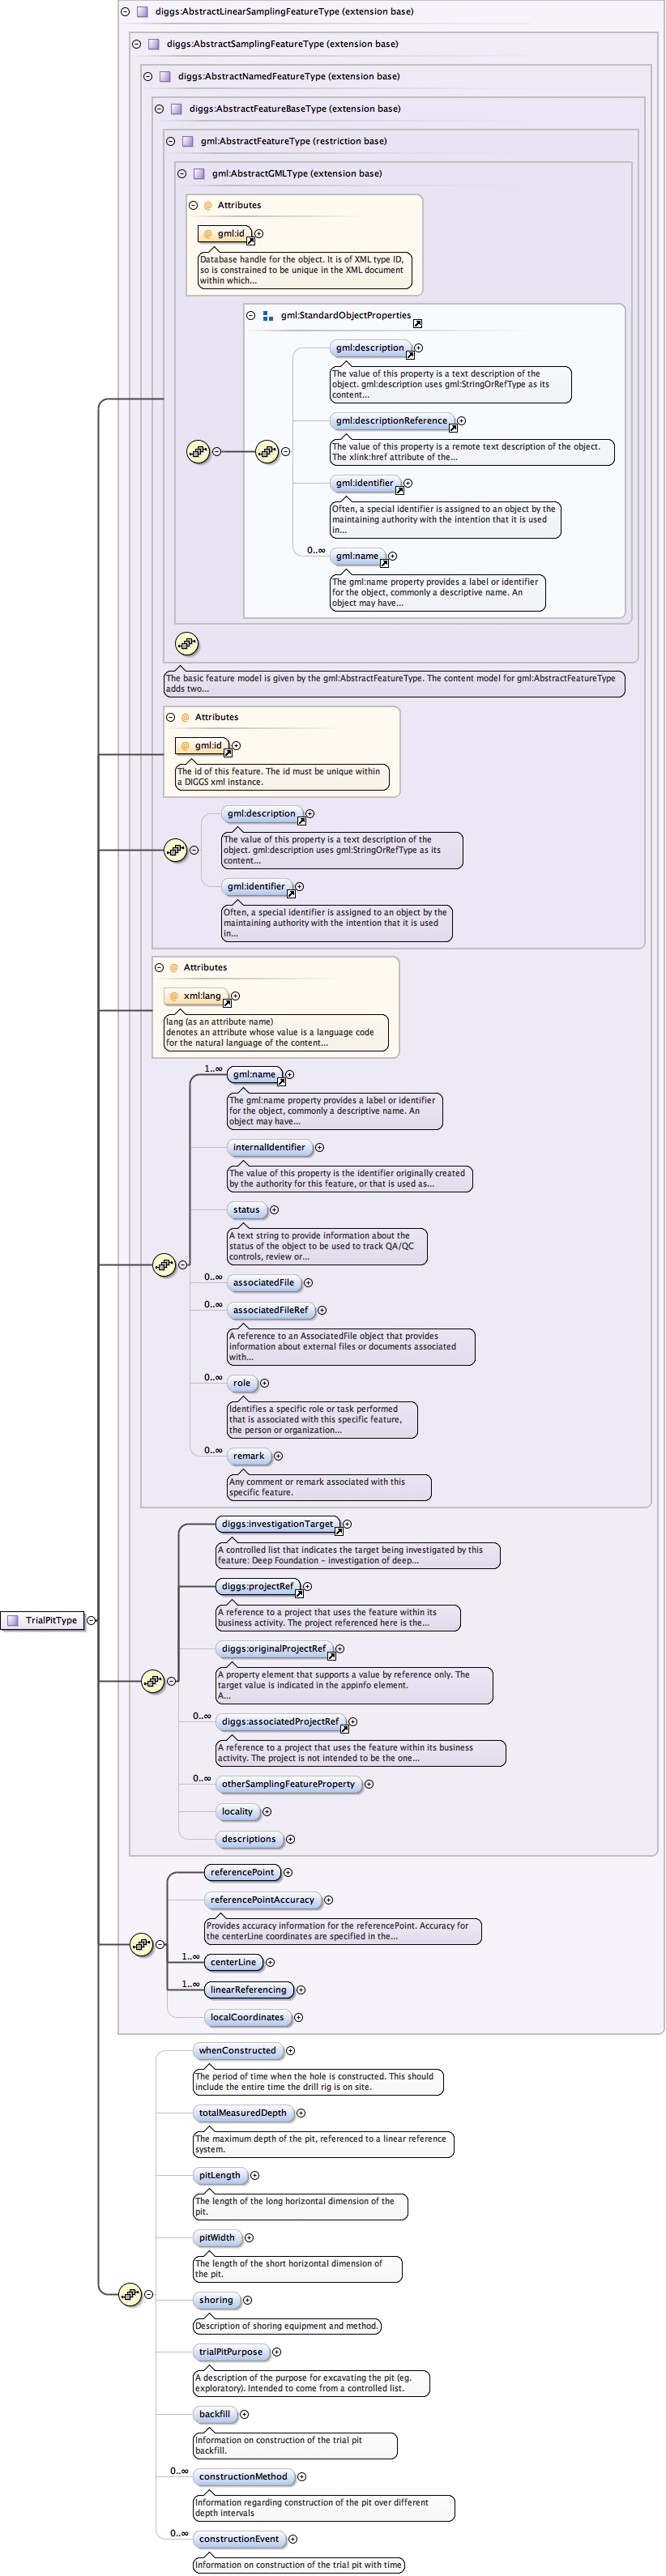 diggs:AbstractLinearSamplingFeatureType (extension base)
diggs:AbstractSamplingFeatureType (extension base)
diggs:AbstractNamedFeatureType (extension base)
diggs:AbstractFeatureBaseType (extension base)
gml:AbstractFeatureType (restriction base)
gml:AbstractGMLType (extension base)
@ Attributes
@ gml:id
Database handle for the object. It is of XML type ID,
so is constrained to be unique in the XML document
within which...
gml:StandardObjectProperties
gml:description
The value of this property is a text description of the
object. gml:description uses gml:StringOrRefType as its
content...
gml:descriptionReference
The value of this property is a remote text description of the object.
The xlink:href attribute of the...
gml:identifier
Often, a special identifier is assigned to an object by the
maintaining authority with the intention that it is used
in...
0..∞
gml:name
The gml:name property provides a label or identifier
for the object, commonly a descriptive name. An
object may have...
The basic feature model is given by the gml:AbstractFeatureType. The content model for gml:AbstractFeatureType
adds two...
@ Attributes
@ gml:id
The id of this feature. The id must be unique within
a DIGGS xml instance.
gml:description
The value of this property is a text description of the
object. gml:description uses gml:StringOrRefType as its
content...
gml:identifier
Often, a special identifier is assigned to an object by the
maintaining authority with the intention that it is used
in...
@ Attributes
@ xml:lang
lang (as an attribute name)
denotes an attribute whose value is a language code
for the natural language of the content...
1..∞
gml:name
The gml:name property provides a label or identifier
for the object, commonly a descriptive name. An
object may have...
internalIdentifier
The value of this property is the identifier originally created
by the authority for this feature, or that is used as...
status
A text string to provide information about the
status of the object to be used to track QA/QC
controls, review or...
0..∞
associatedFile
0..∞
associatedFileRef
A reference to an AssociatedFile object that provides
information about external files or documents associated
with...
0..∞
role
Identifies a specific role or task performed
that is associated with this specific feature,
the person or organization...
0..∞
remark
Any comment or remark associated with this
specific feature.
diggs:investigationTarget
A controlled list that indicates the target being investigated by this
feature: Deep Foundation – investigation of deep...
diggs:projectRef
A reference to a project that uses the feature within its
business activity. The project referenced here is the...
TrialPitType
diggs:originalProjectRef
A property element that supports a value by reference only. The
target value is indicated in the appinfo element.
A...
0..∞
diggs:associatedProjectRef
A reference to a project that uses the feature within its business
activity. The project is not intended to be the one...
0..∞
otherSamplingFeatureProperty
locality
descriptions
referencePoint
referencePointAccuracy
Provides accuracy information for the referencePoint. Accuracy for
the centerLine coordinates are specified in the...
1..∞
centerLine
1..∞
linearReferencing
localCoordinates
whenConstructed
The period of time when the hole is constructed. This should
include the entire time the drill rig is on site.
totalMeasuredDepth
The maximum depth of the pit, referenced to a linear reference
system.
pitLength
The length of the long horizontal dimension of the
pit.
pitWidth
The length of the short horizontal dimension of
the pit.
shoring
Description of shoring equipment and method.
trialPitPurpose
A description of the purpose for excavating the pit (eg.
exploratory). Intended to come from a controlled list.
backfill
Information on construction of the trial pit
backfill.
0..∞
constructionMethod
Information regarding construction of the pit over different
depth intervals
0..∞
constructionEvent
Information on construction of the trial pit with time